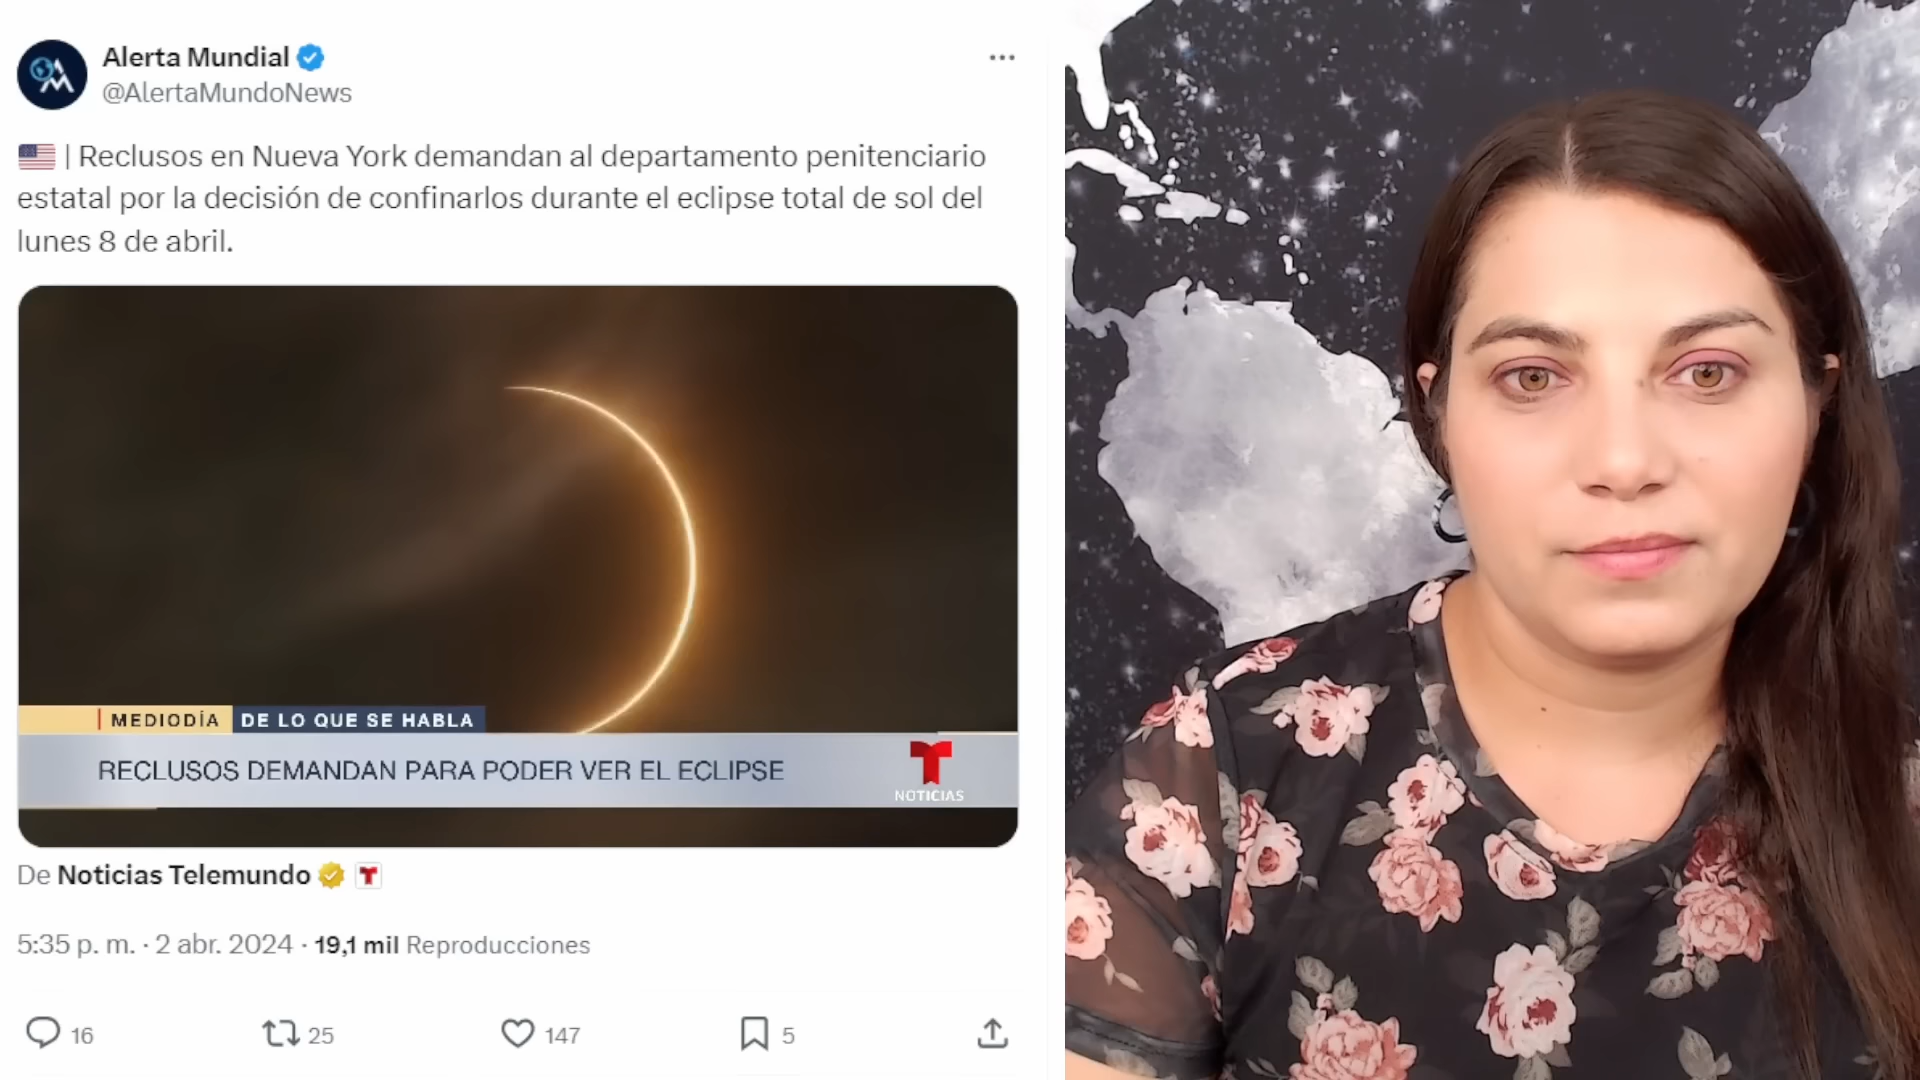 Alerta Mundial
@AlertaMundoNews
| Reclusos en Nueva York demandan al departamento penitenciario
estatal por la decisión de confinarlos durante el eclipse total de sol del
lunes 8 de abril.
MEDIODÍA DE LO QUE SE HABLA
RECLUSOS DEMANDAN PARA PODER VER EL ECLIPSE
NOTICIAS
De Noticias Telemundo
5:35 p. m. · 2 abr. 2024 · 19,1 mil Reproducciones
16 25 147 5